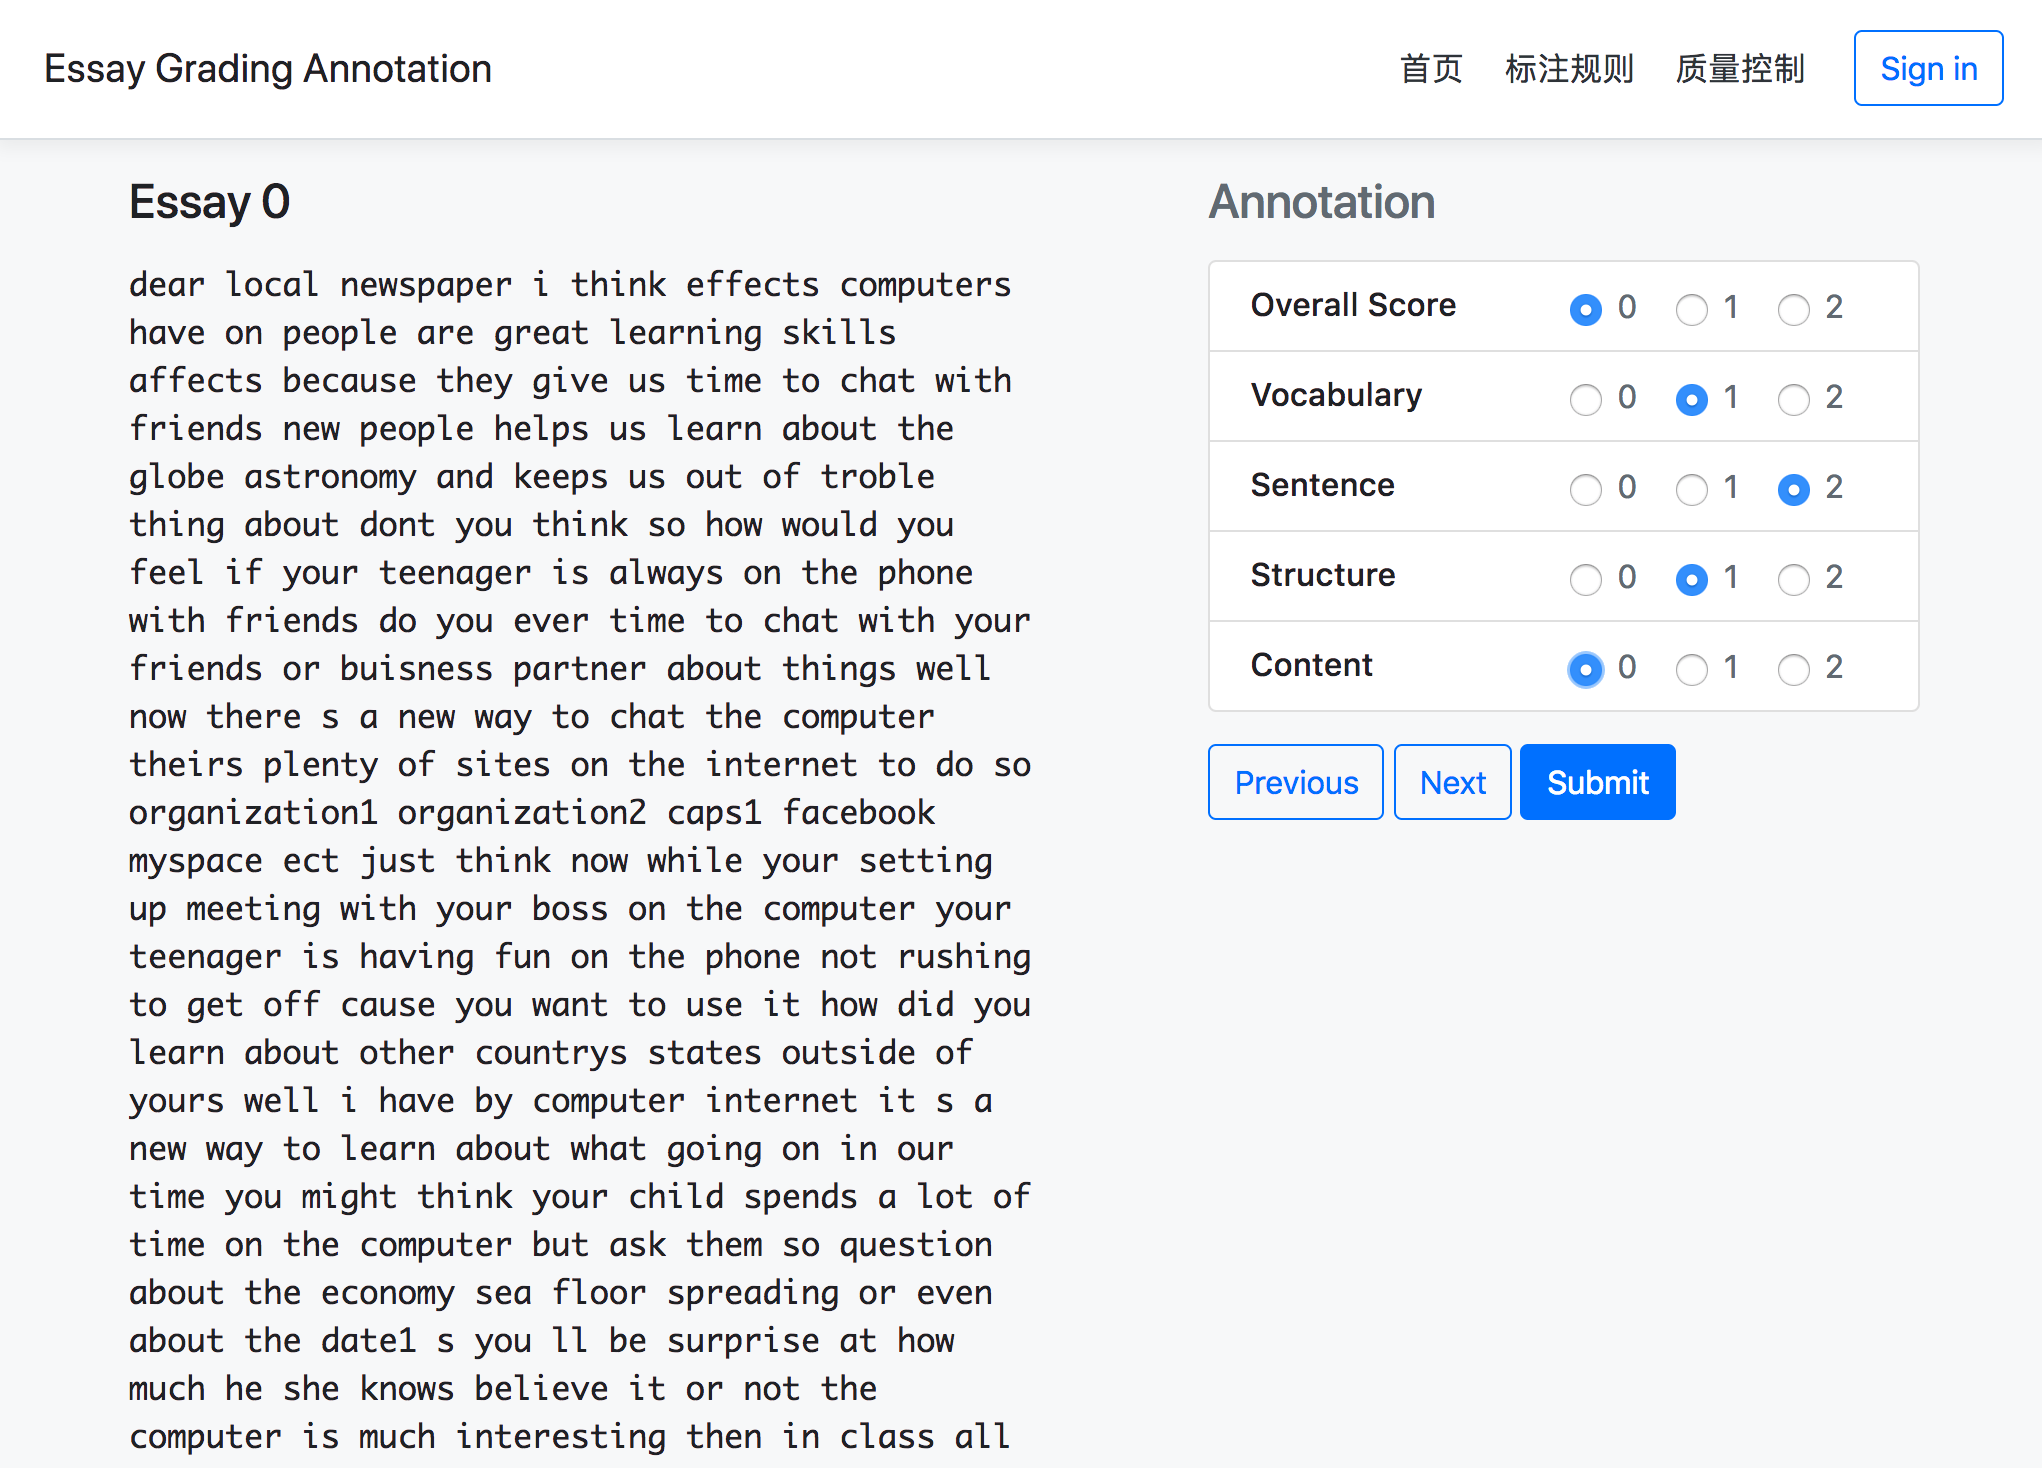 Essay Grading Annotation
首页 标注规则 质量控制 Sign in
Essay 0
dear local newspaper i think effects computers
have on people are great learning skills
affects because they give us time to chat with
friends new people helps us learn about the
globe astronomy and keeps us out of troble
thing about dont you think so how would you
feel if your teenager is always on the phone
with friends do you ever time to chat with your
friends or buisness partner about things well
now there s a new way to chat the computer
theirs plenty of sites on the internet to do so
organization1 organization2 caps1 facebook
myspace ect just think now while your setting
up meeting with your boss on the computer your
teenager is having fun on the phone not rushing
to get off cause you want to use it how did you
learn about other countrys states outside of
yours well i have by computer internet it s a
new way to learn about what going on in our
time you might think your child spends a lot of
time on the computer but ask them so question
about the economy sea floor spreading or even
about the date1 s you ll be surprise at how
much he she knows believe it or not the
computer is much interesting then in class all
Annotation
Overall Score 0 1 2
Vocabulary 0 1 2
Sentence 0 1 2
Structure 0 1 2
Content 0 1 2
Previous Next Submit